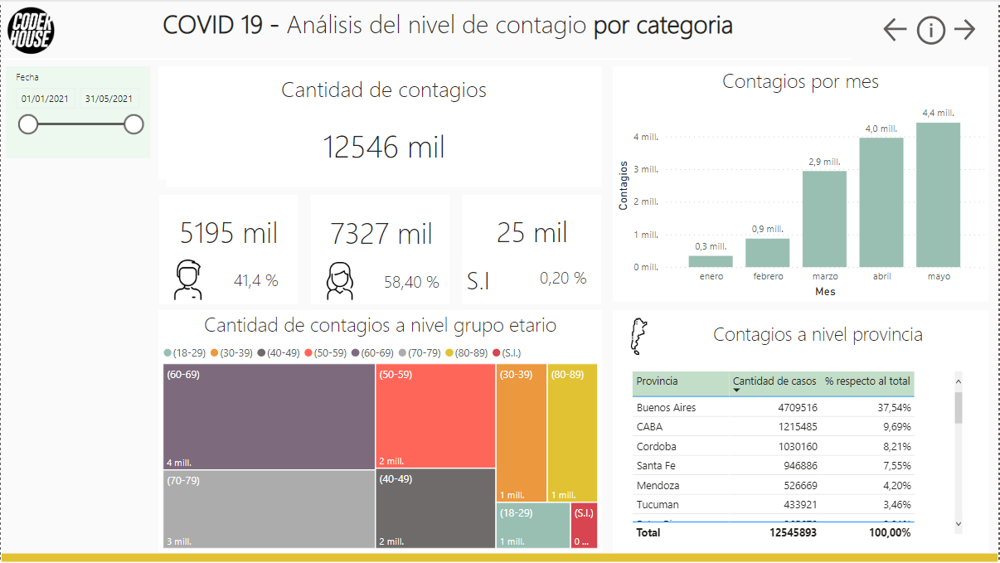 CODER HOUSE
COVID 19 - Análisis del nivel de contagio por categoria
Fecha
01/01/2021 31/05/2021
Cantidad de contagios
12546 mil
5195 mil
41,4 %
7327 mil
58,40 %
25 mil
S.I 0,20 %
Contagios por mes
Contagios
4 mill.
3 mill.
2 mill.
1 mill.
0 mill.
0,3 mill.
0,9 mill.
2,9 mill.
4,0 mill.
4,4 mill.
enero febrero marzo abril mayo
Mes
Cantidad de contagios a nivel grupo etario
(18-29) (30-39) (40-49) (50-59) (60-69) (70-79) (80-89) (S.I.)
(60-69)
4 mill.
(70-79)
3 mill.
(50-59)
2 mill.
(40-49)
2 mill.
(30-39)
1 mill.
(80-89)
1 mill.
(18-29)
1 mill.
(S.I.)
0 ...
Contagios a nivel provincia
Provincia Cantidad de casos % respecto al total
Buenos Aires 4709516 37,54%
CABA 1215485 9,69%
Cordoba 1030160 8,21%
Santa Fe 946886 7,55%
Mendoza 526669 4,20%
Tucuman 433921 3,46%
Total 12545893 100,00%